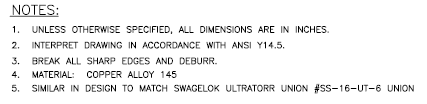 NOTES:
1. UNLESS OTHERWISE SPECIFIED, ALL DIMENSIONS ARE IN INCHES.
2. INTERPRET DRAWING IN ACCORDANCE WITH ANSI Y14.5.
3. BREAK ALL SHARP EDGES AND DEBURR.
4. MATERIAL: COPPER ALLOY 145
5. SIMILAR IN DESIGN TO MATCH SWAGELOK ULTRATORR UNION #SS-16-UT-6 UNION